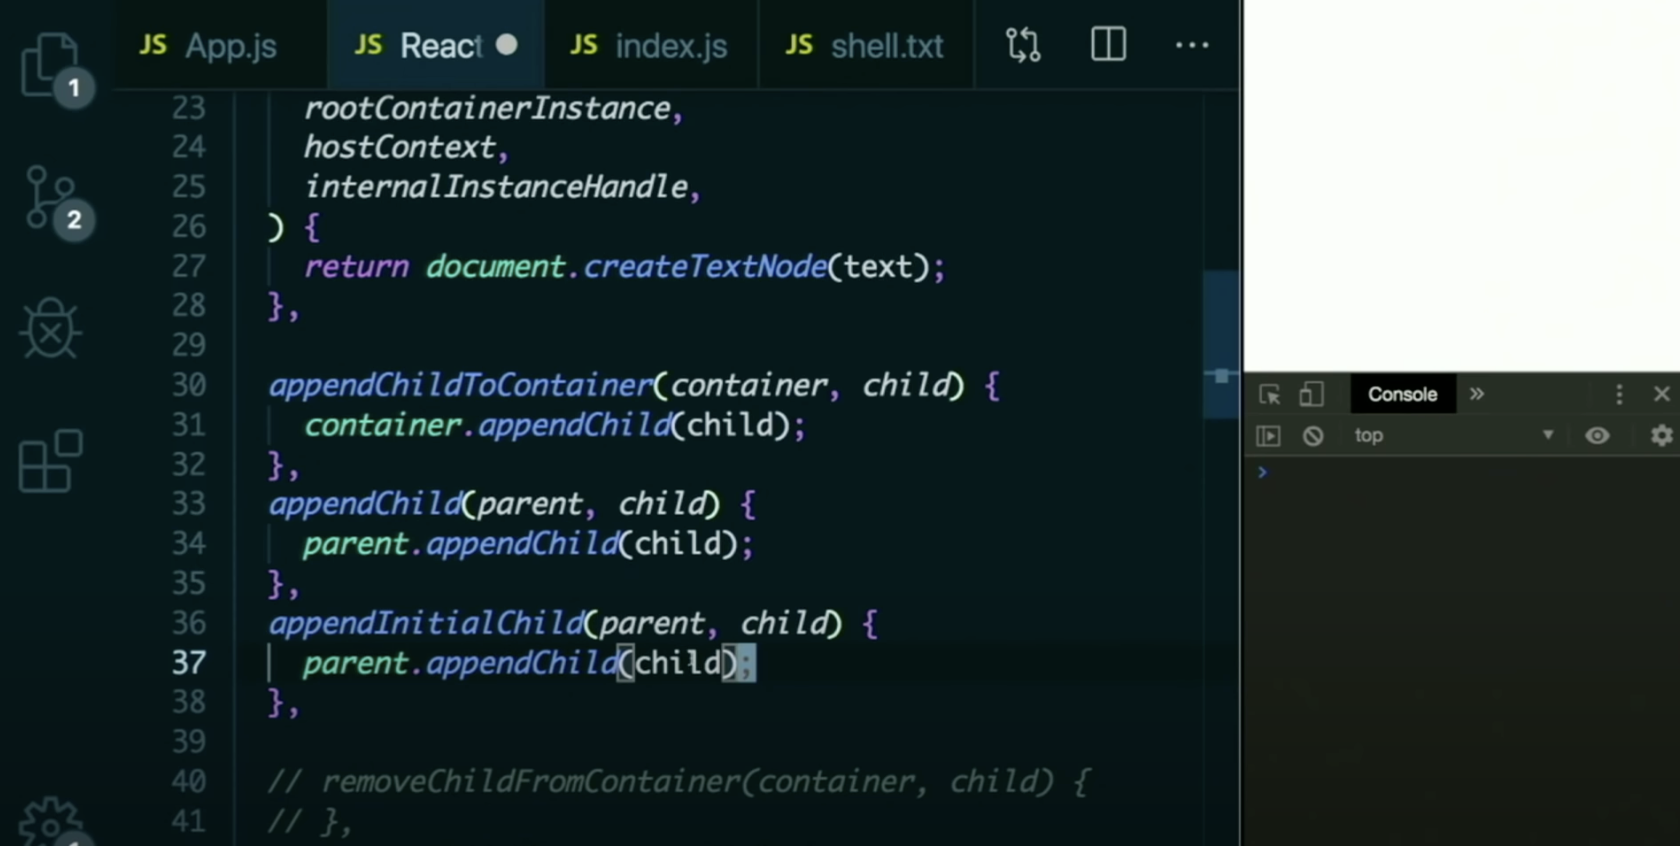 JS App.js
JS React
JS index.js
JS shell.txt
1
2
23 rootContainerInstance,
24 hostContext,
25 internalInstanceHandle,
26 ) {
27 return document.createTextNode(text);
28 },
29
30 appendChildToContainer(container, child) {
31 container.appendChild(child);
32 },
33 appendChild(parent, child) {
34 parent.appendChild(child);
35 },
36 appendInitialChild(parent, child) {
37 parent.appendChild(child);
38 },
39
40 // removeChildFromContainer(container, child) {
41 // },
Console
top